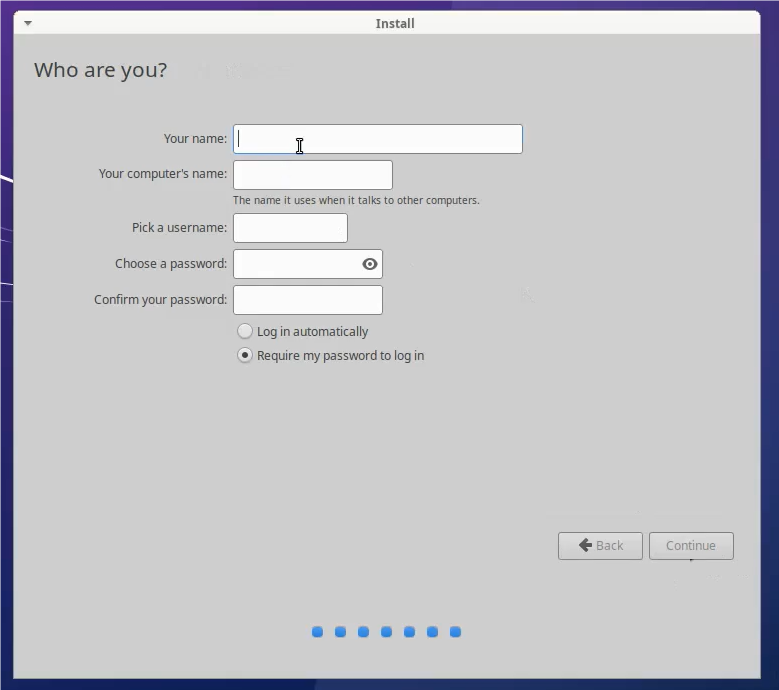 Install
Who are you?
Your name:
Your computer's name:
The name it uses when it talks to other computers.
Pick a username:
Choose a password:
Confirm your password:
Log in automatically
Require my password to log in
Back
Continue